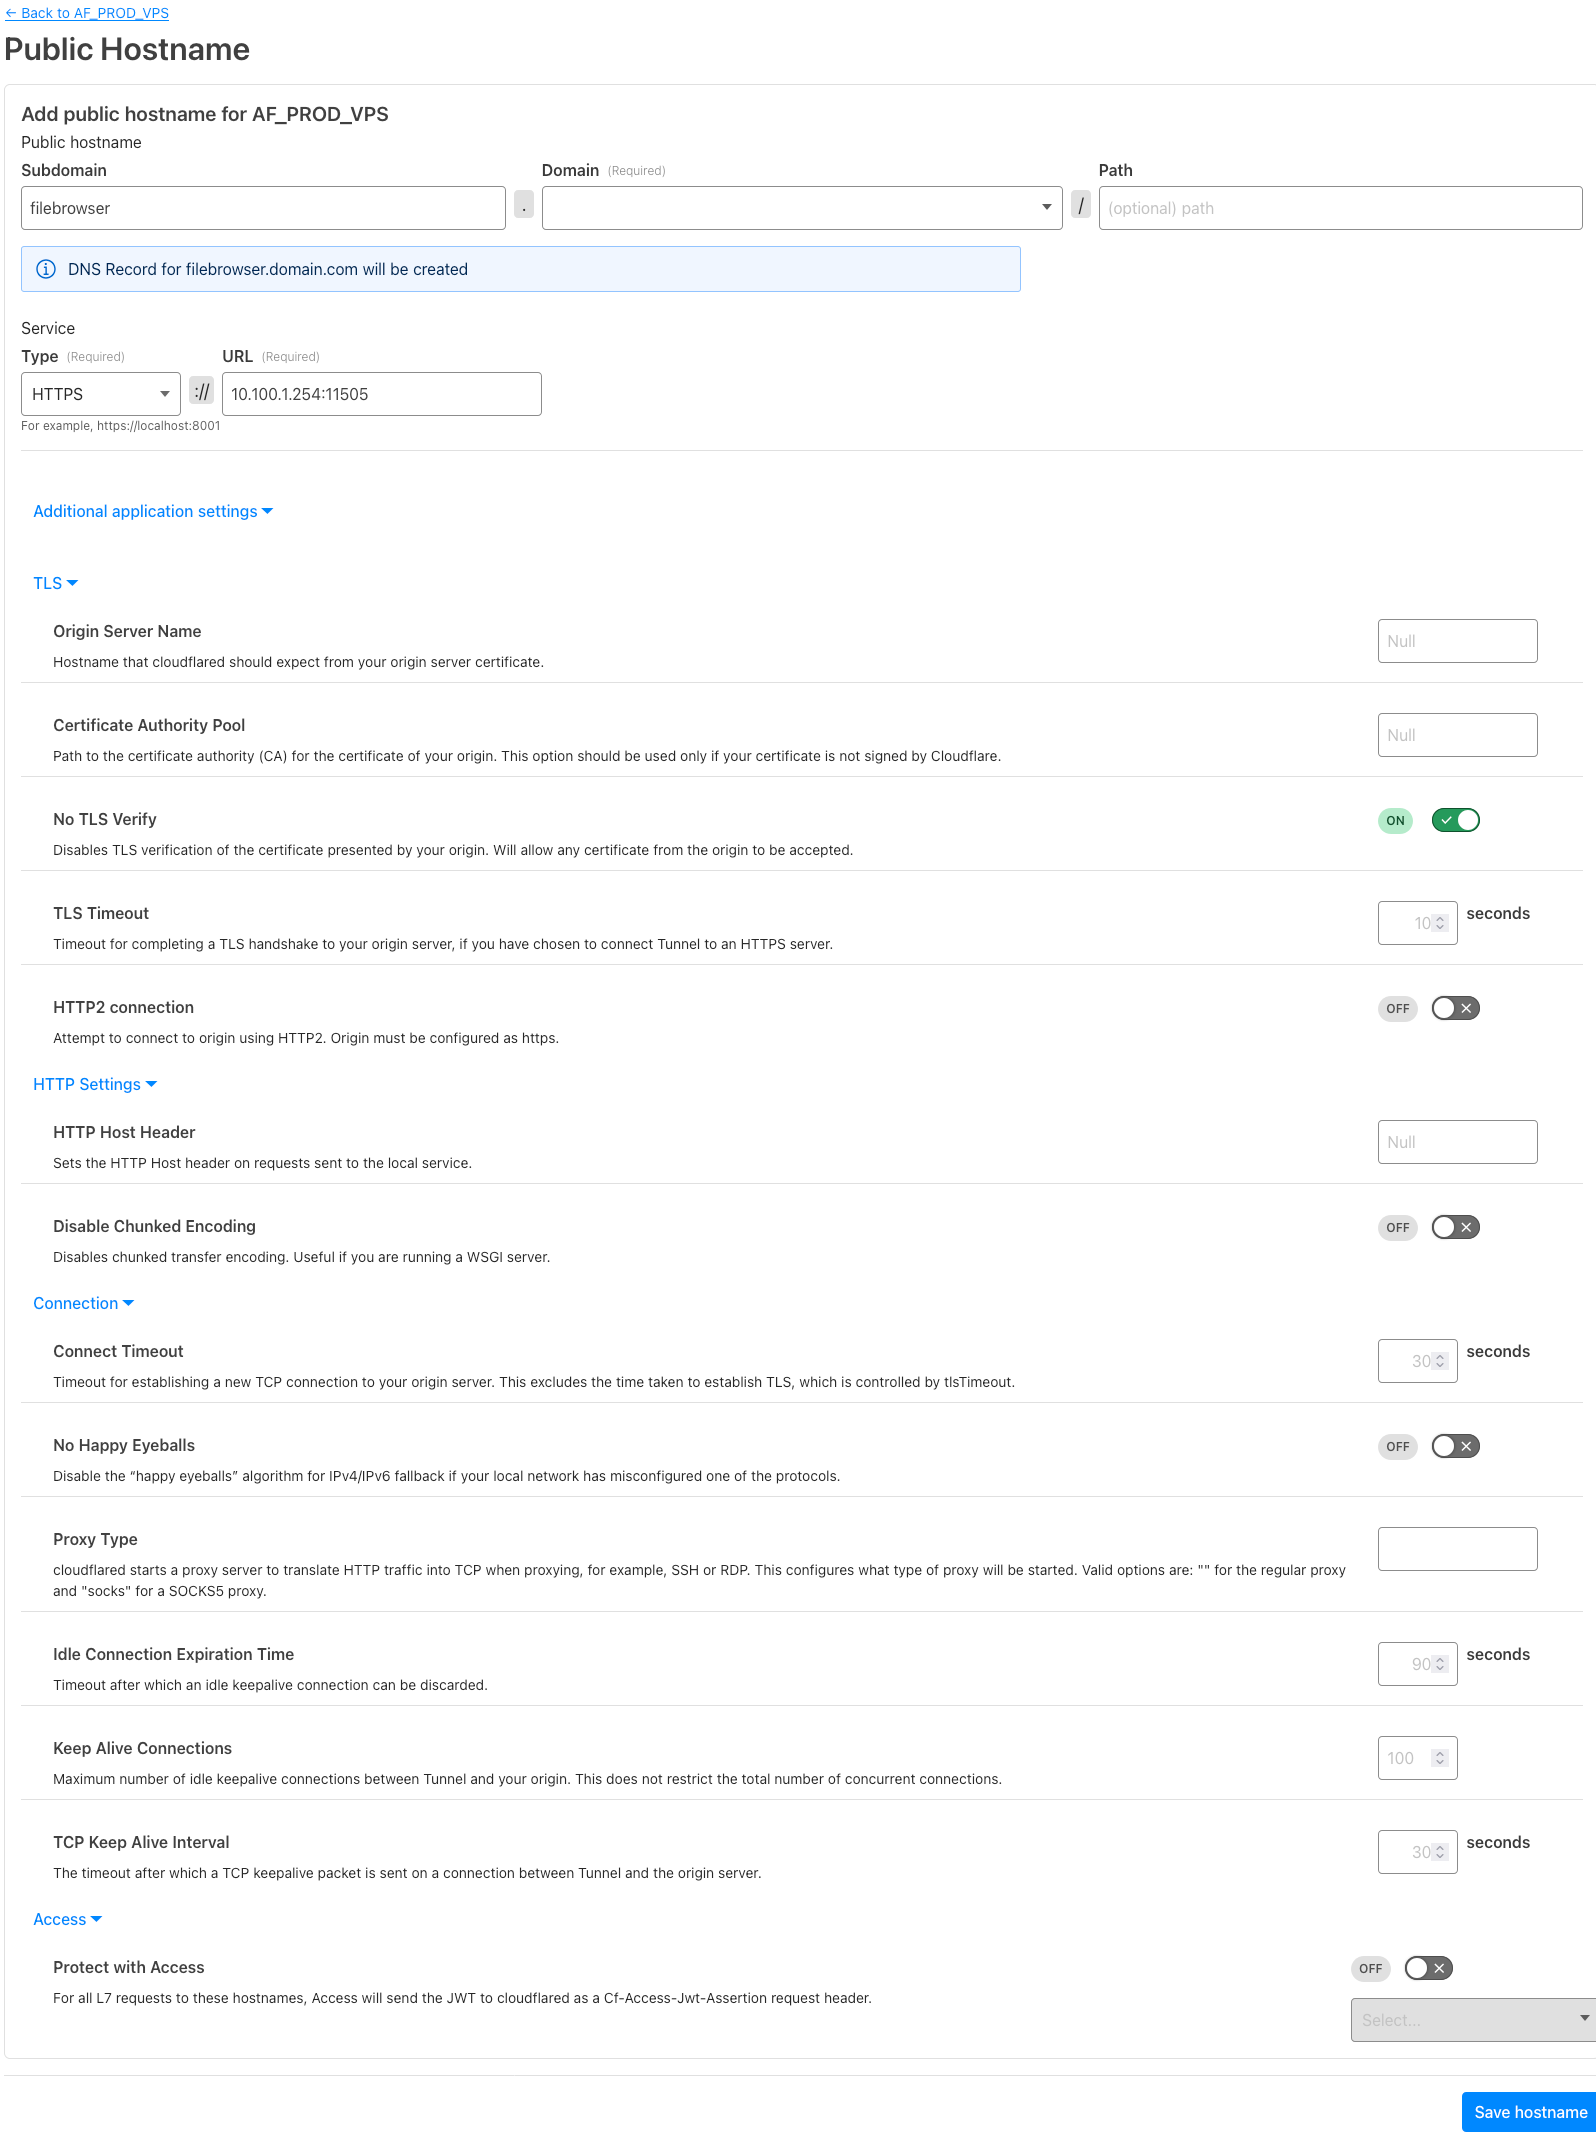 ← Back to AF_PROD_VPS
Public Hostname
Add public hostname for AF_PROD_VPS
Public hostname
Subdomain Domain (Required) Path
filebrowser . / (optional) path
DNS Record for filebrowser.domain.com will be created
Service
Type (Required) URL (Required)
HTTPS :// 10.100.1.254:11505
For example, https://localhost:8001
Additional application settings
TLS
Origin Server Name
Null
Hostname that cloudflared should expect from your origin server certificate.
Certificate Authority Pool
Null
Path to the certificate authority (CA) for the certificate of your origin. This option should be used only if your certificate is not signed by Cloudflare.
No TLS Verify ON
Disables TLS verification of the certificate presented by your origin. Will allow any certificate from the origin to be accepted.
TLS Timeout 10 seconds
Timeout for completing a TLS handshake to your origin server, if you have chosen to connect Tunnel to an HTTPS server.
HTTP2 connection OFF
Attempt to connect to origin using HTTP2. Origin must be configured as https.
HTTP Settings
HTTP Host Header
Null
Sets the HTTP Host header on requests sent to the local service.
Disable Chunked Encoding OFF
Disables chunked transfer encoding. Useful if you are running a WSGI server.
Connection
Connect Timeout 30 seconds
Timeout for establishing a new TCP connection to your origin server. This excludes the time taken to establish TLS, which is controlled by tlsTimeout.
No Happy Eyeballs OFF
Disable the “happy eyeballs” algorithm for IPv4/IPv6 fallback if your local network has misconfigured one of the protocols.
Proxy Type
cloudflared starts a proxy server to translate HTTP traffic into TCP when proxying, for example, SSH or RDP. This configures what type of proxy will be started. Valid options are: "" for the regular proxy
and "socks" for a SOCKS5 proxy.
Idle Connection Expiration Time 90 seconds
Timeout after which an idle keepalive connection can be discarded.
Keep Alive Connections 100
Maximum number of idle keepalive connections between Tunnel and your origin. This does not restrict the total number of concurrent connections.
TCP Keep Alive Interval 30 seconds
The timeout after which a TCP keepalive packet is sent on a connection between Tunnel and the origin server.
Access
Protect with Access OFF
For all L7 requests to these hostnames, Access will send the JWT to cloudflared as a Cf-Access-Jwt-Assertion request header.
Select...
Save hostname